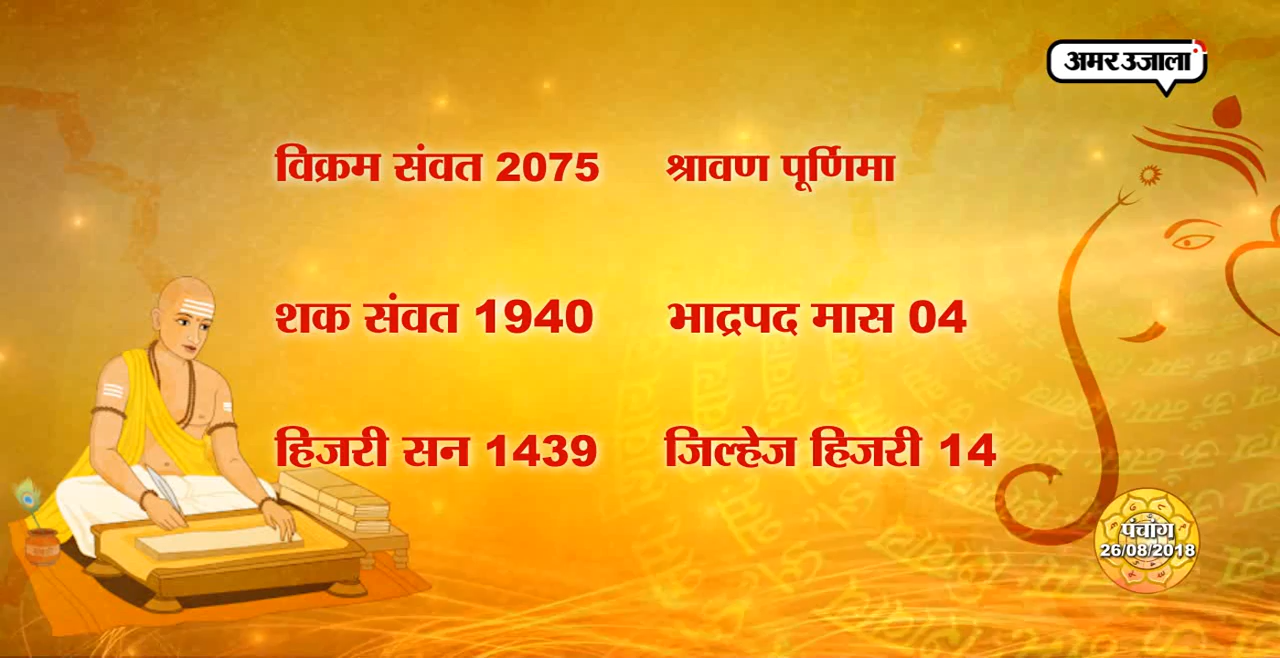 अमर उजाला
विक्रम संवत 2075 श्रावण पूर्णिमा
शक संवत 1940 भाद्रपद मास 04
हिजरी सन 1439 जिल्हेज हिजरी 14
पंचांग
26/08/2018